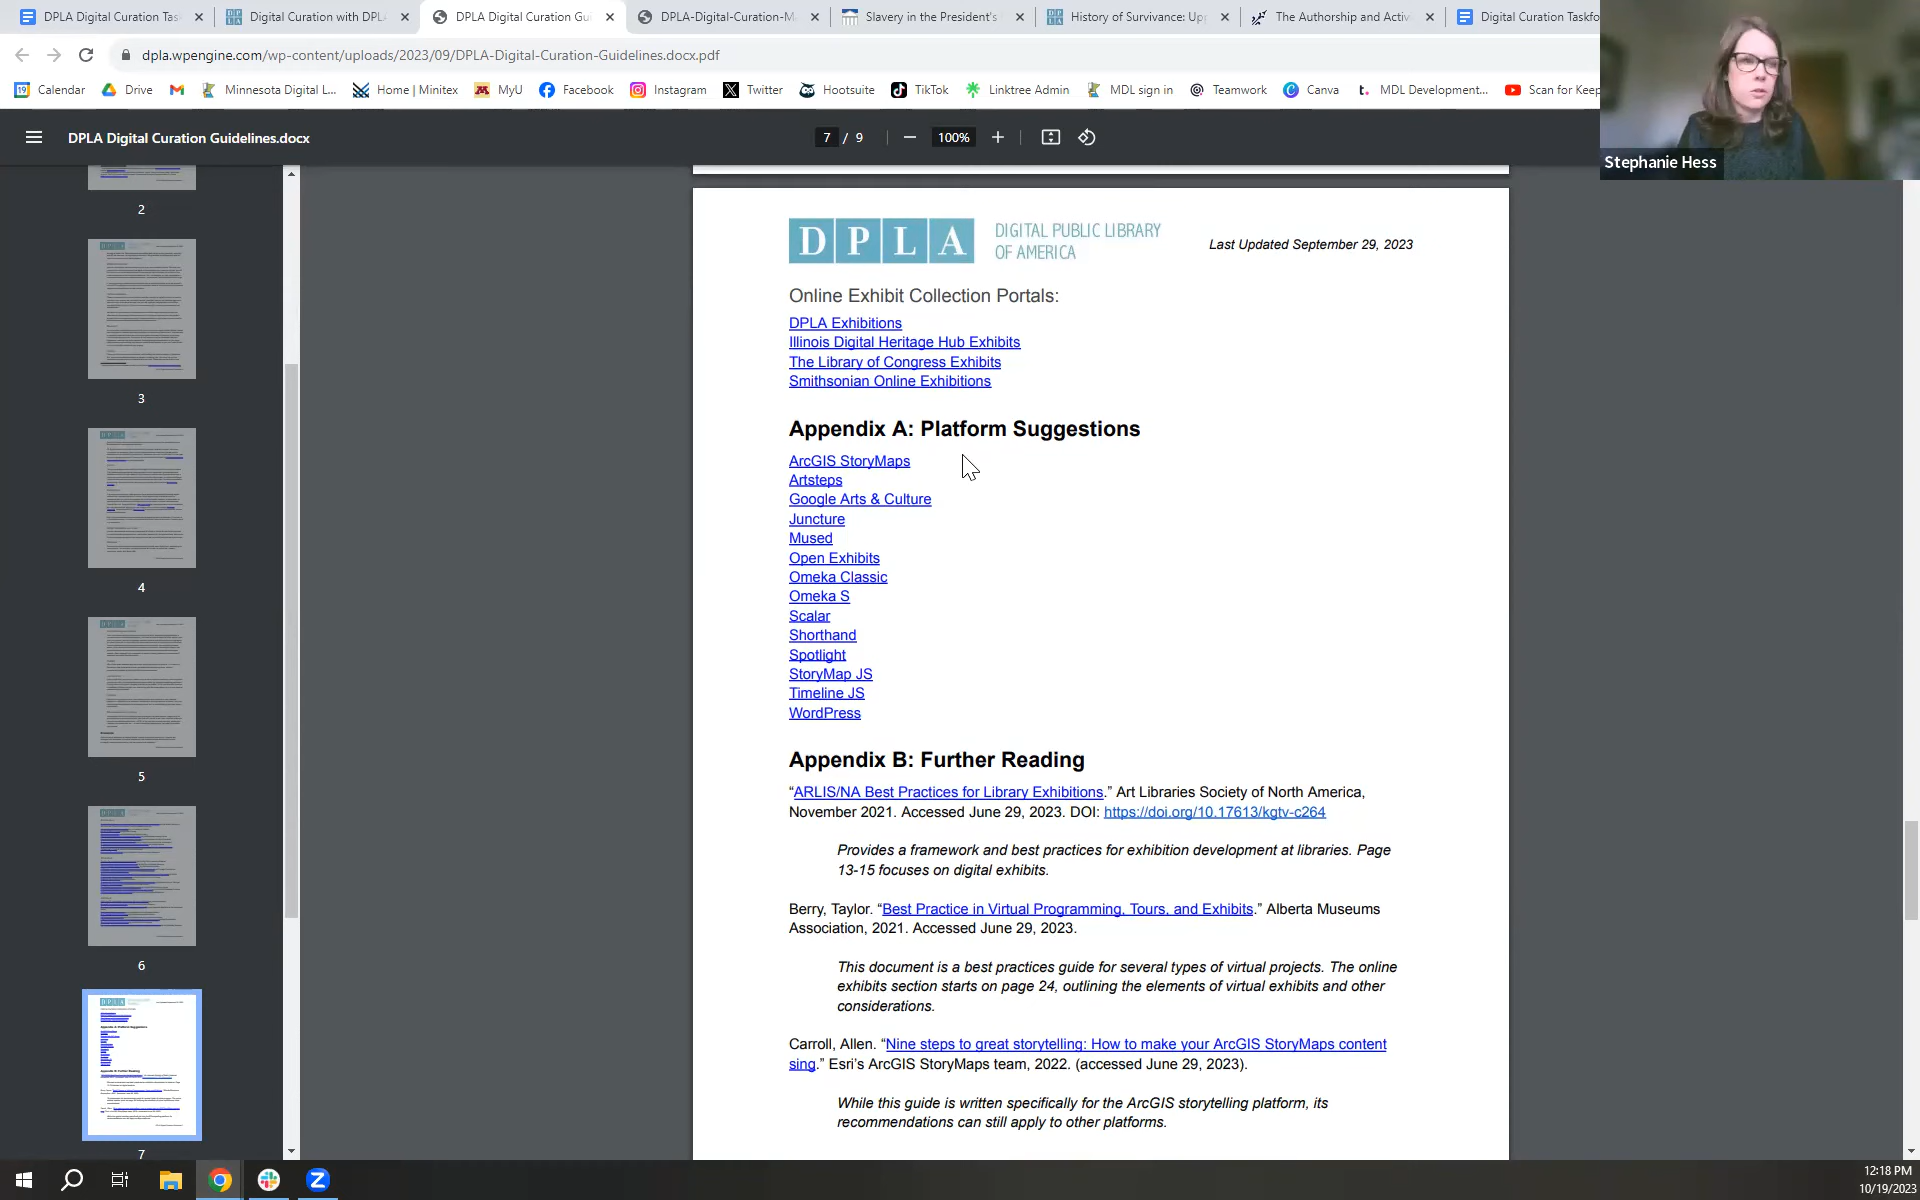 DPLA Digital Curation Tas
Digital Curation with DPL
DPLA Digital Curation Gu
DPLA-Digital-Curation-M
Slavery in the President's
History of Survivance: Up
The Authorship and Activ
Digital Curation Taskfo
dpla.wpengine.com/wp-content/uploads/2023/09/DPLA-Digital-Curation-Guidelines.docx.pdf
Calendar
Drive
Minnesota Digital L...
Home | Minitex
MyU
Facebook
Instagram
Twitter
Hootsuite
TikTok
Linktree Admin
MDL sign in
Teamwork
Canva
MDL Development...
Scan for Keep
DPLA Digital Curation Guidelines.docx
7 / 9
100%
Stephanie Hess
2
3
4
5
6
7
DPLA
DIGITAL PUBLIC LIBRARY
OF AMERICA
Last Updated September 29, 2023
Online Exhibit Collection Portals:
DPLA Exhibitions
Illinois Digital Heritage Hub Exhibits
The Library of Congress Exhibits
Smithsonian Online Exhibitions
Appendix A: Platform Suggestions
ArcGIS StoryMaps
Artsteps
Google Arts & Culture
Juncture
Mused
Open Exhibits
Omeka Classic
Omeka S
Scalar
Shorthand
Spotlight
StoryMap JS
Timeline JS
WordPress
Appendix B: Further Reading
“ARLIS/NA Best Practices for Library Exhibitions.” Art Libraries Society of North America,
November 2021. Accessed June 29, 2023. DOI: https://doi.org/10.17613/kgtv-c264
Provides a framework and best practices for exhibition development at libraries. Page
13-15 focuses on digital exhibits.
Berry, Taylor. “Best Practice in Virtual Programming, Tours, and Exhibits.” Alberta Museums
Association, 2021. Accessed June 29, 2023.
This document is a best practices guide for several types of virtual projects. The online
exhibits section starts on page 24, outlining the elements of virtual exhibits and other
considerations.
Carroll, Allen. “Nine steps to great storytelling: How to make your ArcGIS StoryMaps content
sing.” Esri’s ArcGIS StoryMaps team, 2022. (accessed June 29, 2023).
While this guide is written specifically for the ArcGIS storytelling platform, its
recommendations can still apply to other platforms.
12:18 PM
10/19/2023